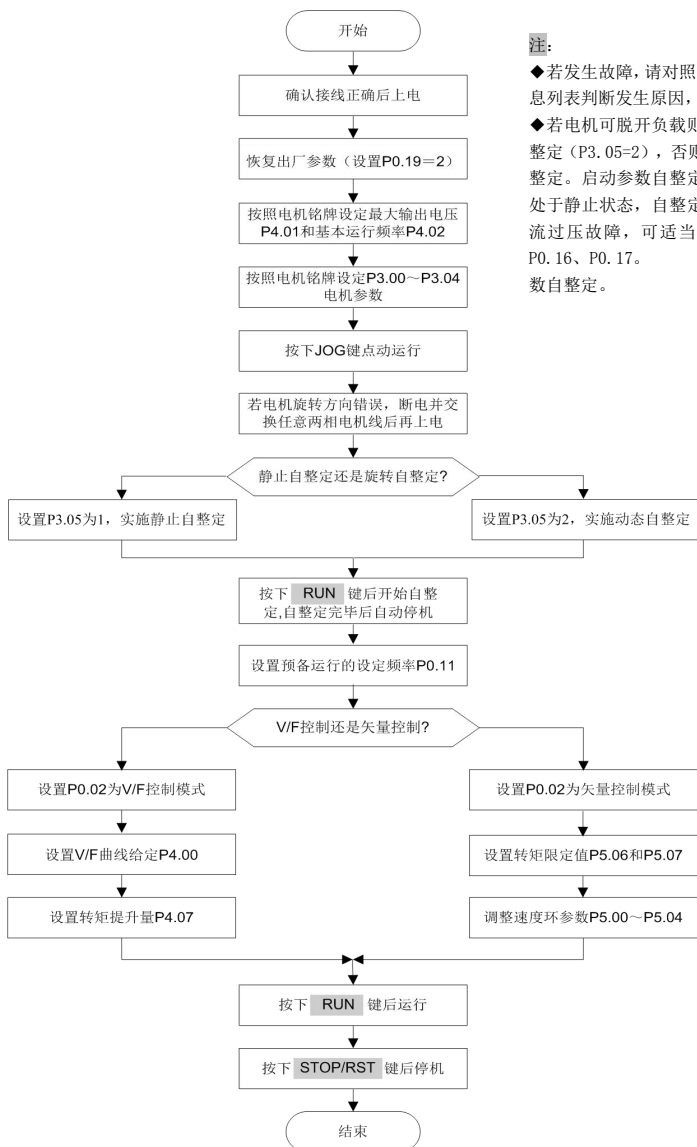 开始
确认接线正确后上电
恢复出厂参数（设置P0.19＝2）
按照电机铭牌设定最大输出电压
P4.01和基本运行频率P4.02
按照电机铭牌设定P3.00～P3.04
电机参数
按下JOG键点动运行
若电机旋转方向错误，断电并交
换任意两相电机线后再上电
静止自整定还是旋转自整定?
设置P3.05为1，实施静止自整定
设置P3.05为2，实施动态自整定
按下 RUN 键后开始自整
定,自整定完毕后自动停机
设置预备运行的设定频率P0.11
V/F控制还是矢量控制?
设置P0.02为V/F控制模式
设置V/F曲线给定P4.00
设置转矩提升量P4.07
设置P0.02为矢量控制模式
设置转矩限定值P5.06和P5.07
调整速度环参数P5.00～P5.04
按下 RUN 键后运行
按下 STOP/RST 键后停机
结束
注：
◆若发生故障，请对照
息列表判断发生原因，
◆若电机可脱开负载则
整定（P3.05=2），否则
整定。启动参数自整定
处于静止状态，自整定
流过压故障，可适当
P0.16、P0.17。
数自整定。